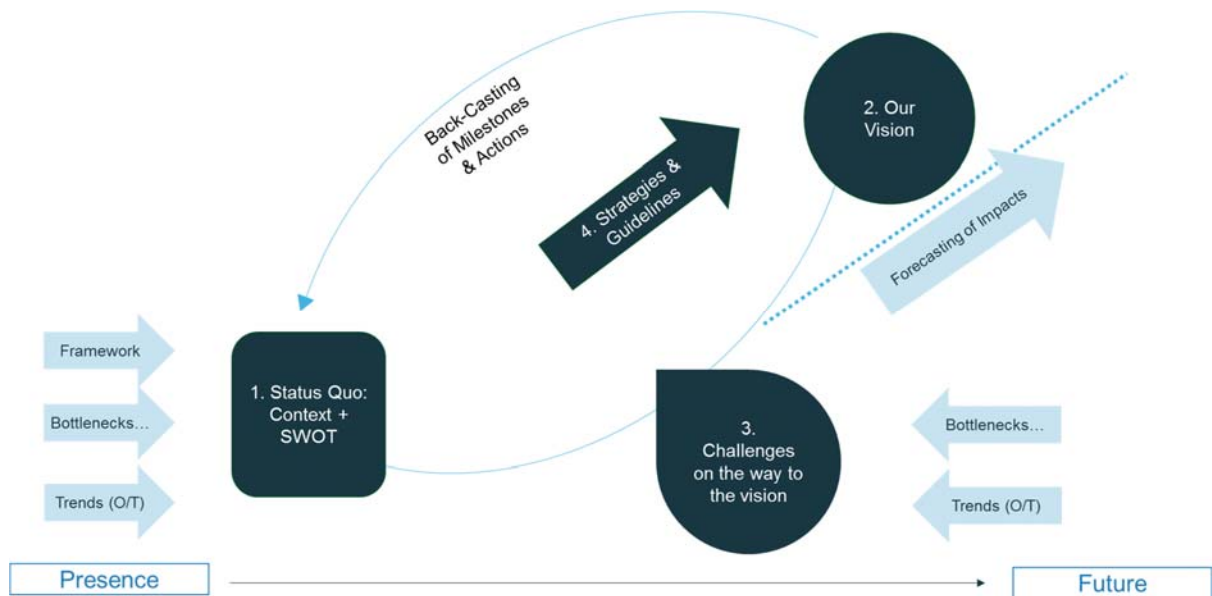 Back-Casting
of Milestones
& Actions
2. Our
Vision
4. Strategies &
Guidelines
Forecasting of Impacts
Framework
Bottlenecks…
Trends (O/T)
1. Status Quo:
Context +
SWOT
3.
Challenges
on the way to
the vision
Bottlenecks…
Trends (O/T)
Presence
Future